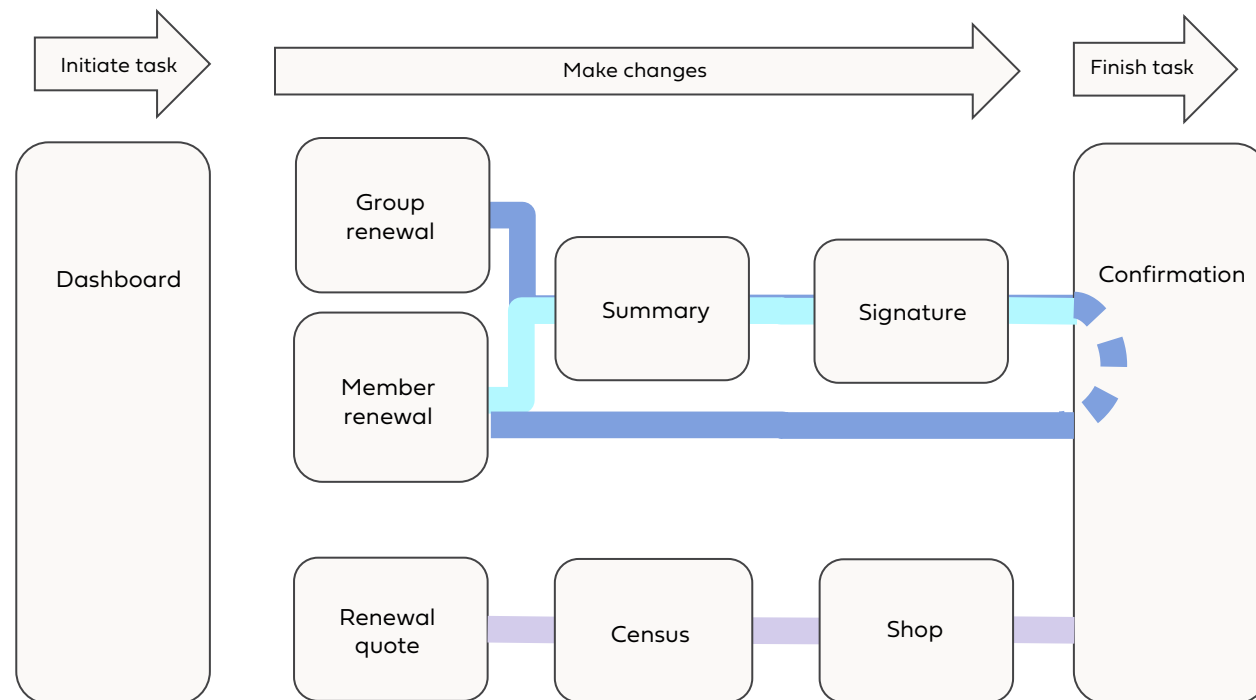 Initiate task
Make changes
Finish task
Dashboard
Group
renewal
Member
renewal
Summary
Signature
Confirmation
Renewal
quote
Census
Shop